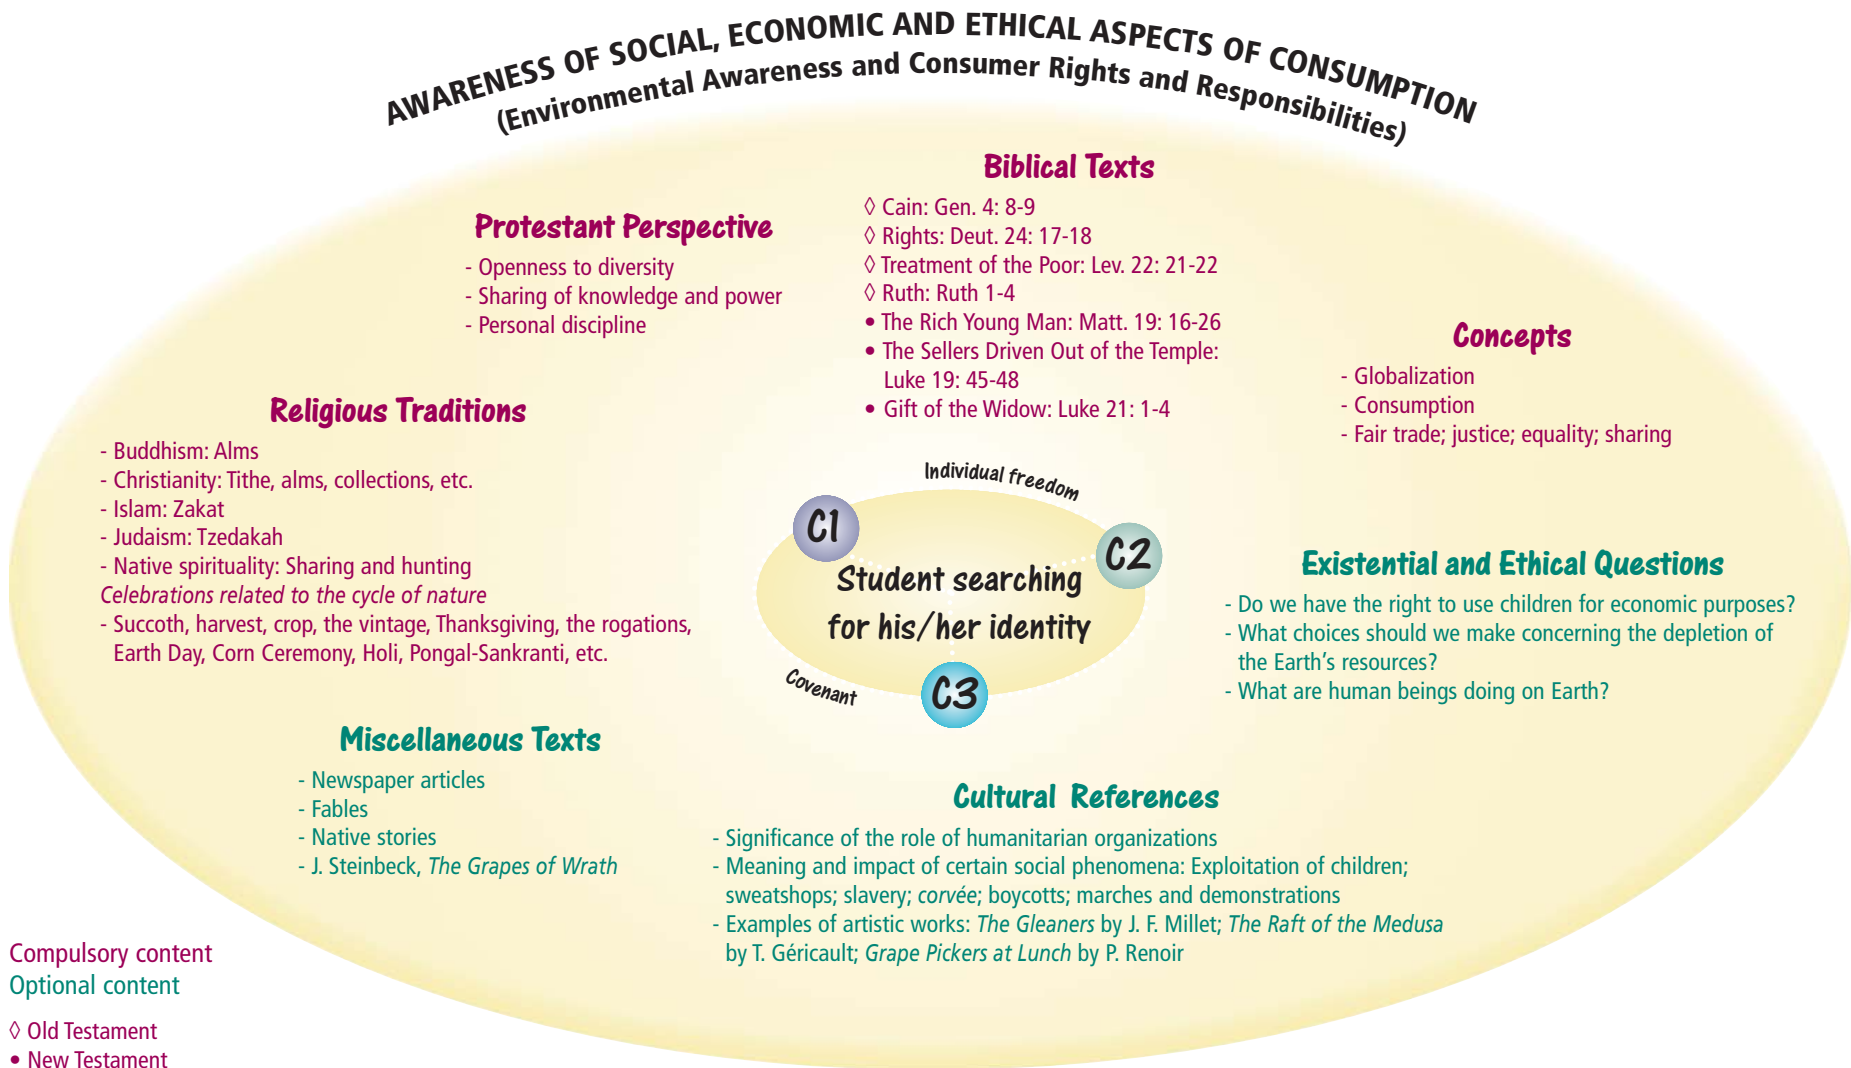 AWARENESS OF SOCIAL, ECONOMIC AND ETHICAL ASPECTS OF CONSUMPTION
(Environmental Awareness and Consumer Rights and Responsibilities)
Biblical Texts
◊ Cain: Gen. 4: 8-9
◊ Rights: Deut. 24: 17-18
◊ Treatment of the Poor: Lev. 22: 21-22
◊ Ruth: Ruth 1-4
• The Rich Young Man: Matt. 19: 16-26
• The Sellers Driven Out of the Temple:
Luke 19: 45-48
• Gift of the Widow: Luke 21: 1-4
Protestant Perspective
- Openness to diversity
- Sharing of knowledge and power
- Personal discipline
Concepts
- Globalization
- Consumption
- Fair trade; justice; equality; sharing
Religious Traditions
- Buddhism: Alms
- Christianity: Tithe, alms, collections, etc.
- Islam: Zakat
- Judaism: Tzedakah
- Native spirituality: Sharing and hunting
Celebrations related to the cycle of nature
- Succoth, harvest, crop, the vintage, Thanksgiving, the rogations,
Earth Day, Corn Ceremony, Holi, Pongal-Sankranti, etc.
Individual freedom
C1
C2
Student searching
for his/her identity
Covenant
C3
Existential and Ethical Questions
- Do we have the right to use children for economic purposes?
- What choices should we make concerning the depletion of
the Earth's resources?
- What are human beings doing on Earth?
Miscellaneous Texts
- Newspaper articles
- Fables
- Native stories
- J. Steinbeck, The Grapes of Wrath
Cultural References
- Significance of the role of humanitarian organizations
- Meaning and impact of certain social phenomena: Exploitation of children;
sweatshops; slavery; corvée; boycotts; marches and demonstrations
- Examples of artistic works: The Gleaners by J. F. Millet; The Raft of the Medusa
by T. Géricault; Grape Pickers at Lunch by P. Renoir
Compulsory content
Optional content
◊ Old Testament
• New Testament